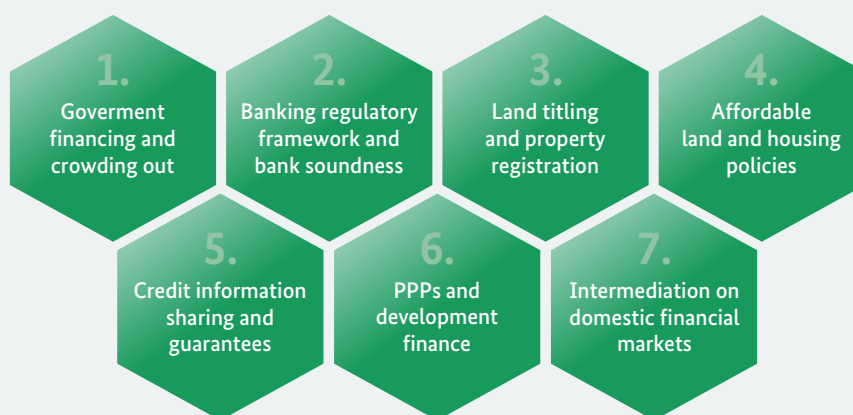 1.
Goverment
financing and
crowding out
2.
Banking regulatory
framework and
bank soundness
3.
Land titling
and property
registration
4.
Affordable
land and housing
policies
5.
Credit information
sharing and
guarantees
6.
PPPs and
development
finance
7.
Intermediation on
domestic financial
markets